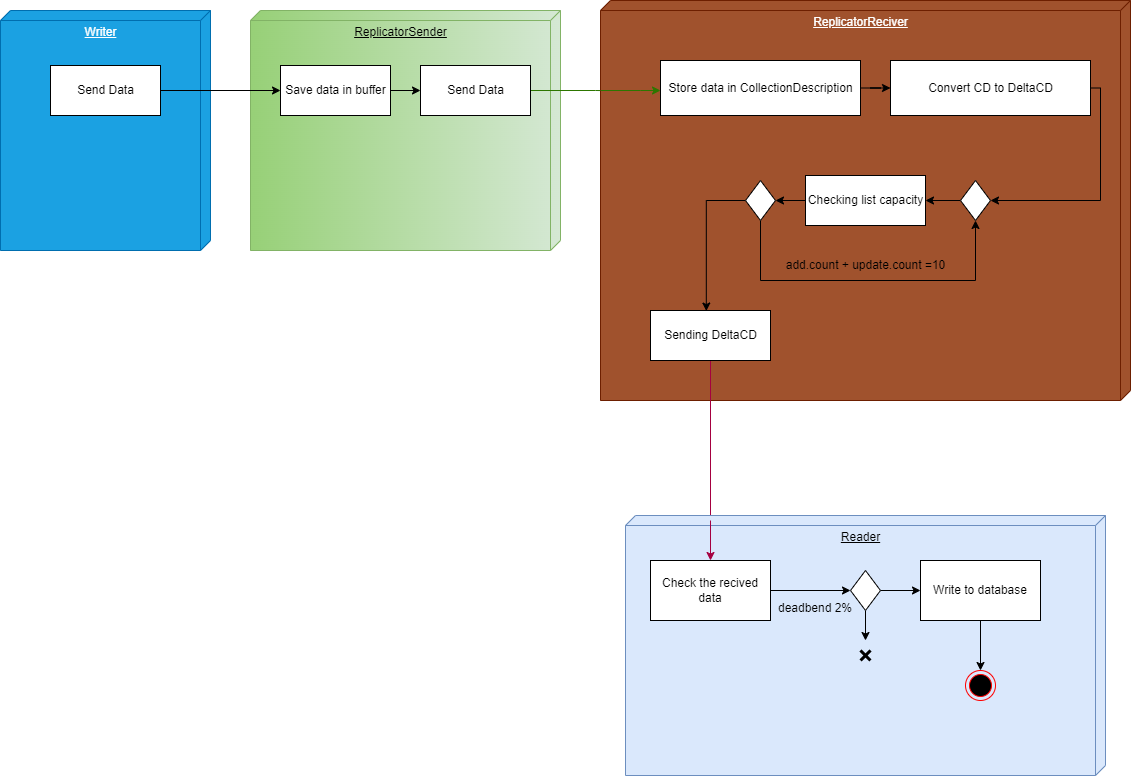 Writer
Send Data
ReplicatorSender
Save data in buffer
Send Data
ReplicatorReciver
Store data in CollectionDescription
Convert CD to DeltaCD
Checking list capacity
add.count + update.count =10
Sending DeltaCD
Reader
Check the recived
data
deadbend 2%
Write to database